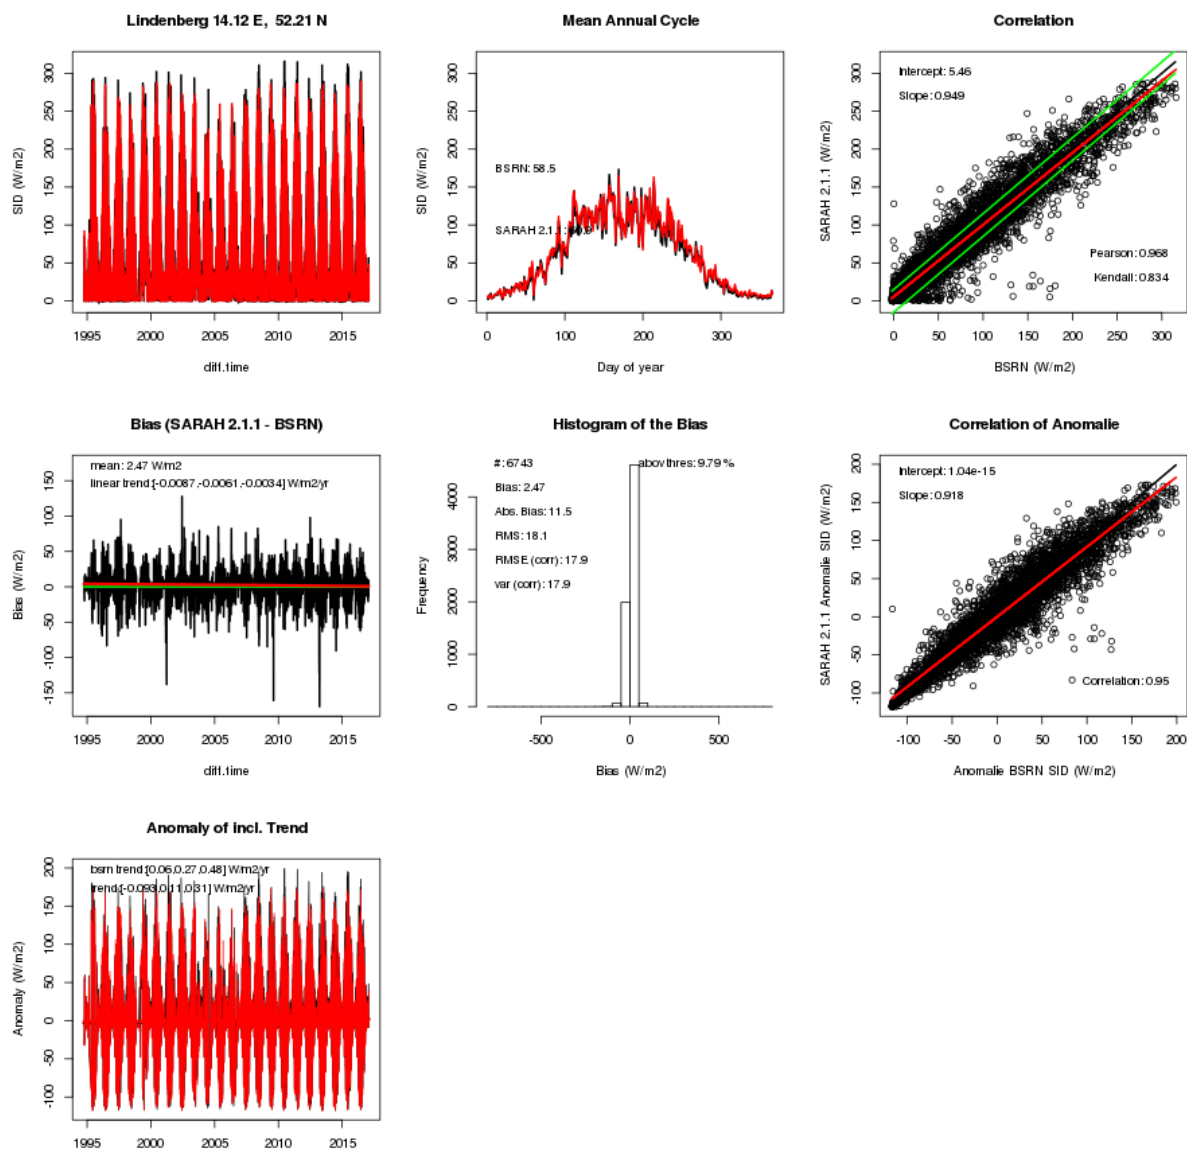 Lindenberg 14.12 E, 52.21 N
SID (W/m2)
300
250
200
150
100
50
0
1995 2000 2005 2010 2015
diff.time
Mean Annual Cycle
SID (W/m2)
300
250
200
150
100
50
0
BSRN: 58.5
SARAH 2.1.1:
0 100 200 300
Day of year
Correlation
SARAH 2.1.1 (W/m2)
300
250
200
150
100
50
0
Intercept: 5.46
Slope: 0.949
Pearson: 0.968
Kendall: 0.834
0 50 100 150 200 250 300
BSRN (W/m2)
Bias (SARAH 2.1.1 - BSRN)
mean: 2.47 W/m2
linear trend:[-0.0087,-0.0061,-0.0034] W/m2/yr
Bias (W/m2)
150
100
50
0
-50
-100
-150
1995 2000 2005 2010 2015
diff.time
Histogram of the Bias
#: 6743
abov thres: 9.79 %
Bias: 2.47
Abs. Bias: 11.5
RMS: 18.1
RMSE (corr): 17.9
var (corr): 17.9
Frequency
4000
3000
2000
1000
0
-500 0 500
Bias (W/m2)
Correlation of Anomalie
SARAH 2.1.1 Anomalie SID (W/m2)
200
150
100
50
0
-50
-100
Intercept: 1.04e-15
Slope: 0.918
Correlation: 0.95
-100 -50 0 50 100 150 200
Anomalie BSRN SID (W/m2)
Anomaly of incl. Trend
bsrn trend:[0.06,0.27,0.48] W/m2/yr
trend:[-0.093,0.11,0.31] W/m2/yr
Anomaly (W/m2)
200
150
100
50
0
-50
-100
1995 2000 2005 2010 2015